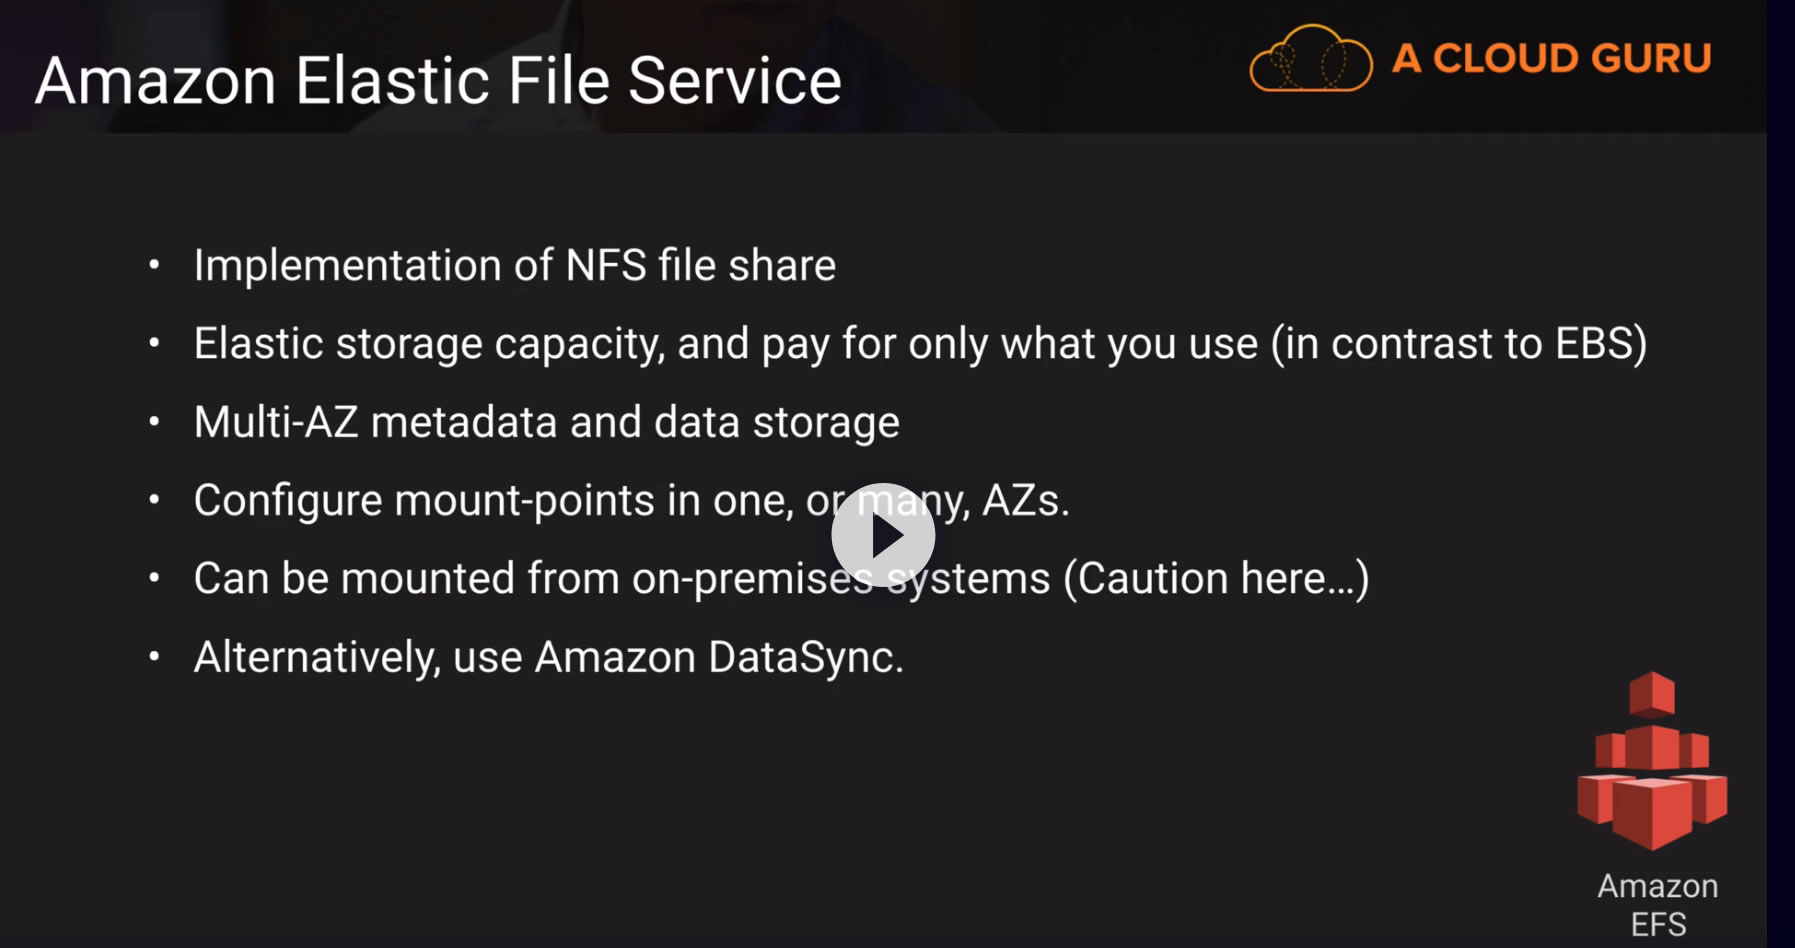 Amazon Elastic File Service
A CLOUD GURU
• Implementation of NFS file share
• Elastic storage capacity, and pay for only what you use (in contrast to EBS)
• Multi-AZ metadata and data storage
• Configure mount-points in one, or many, AZs.
• Can be mounted from on-premises systems (Caution here...)
• Alternatively, use Amazon DataSync.
Amazon
EFS